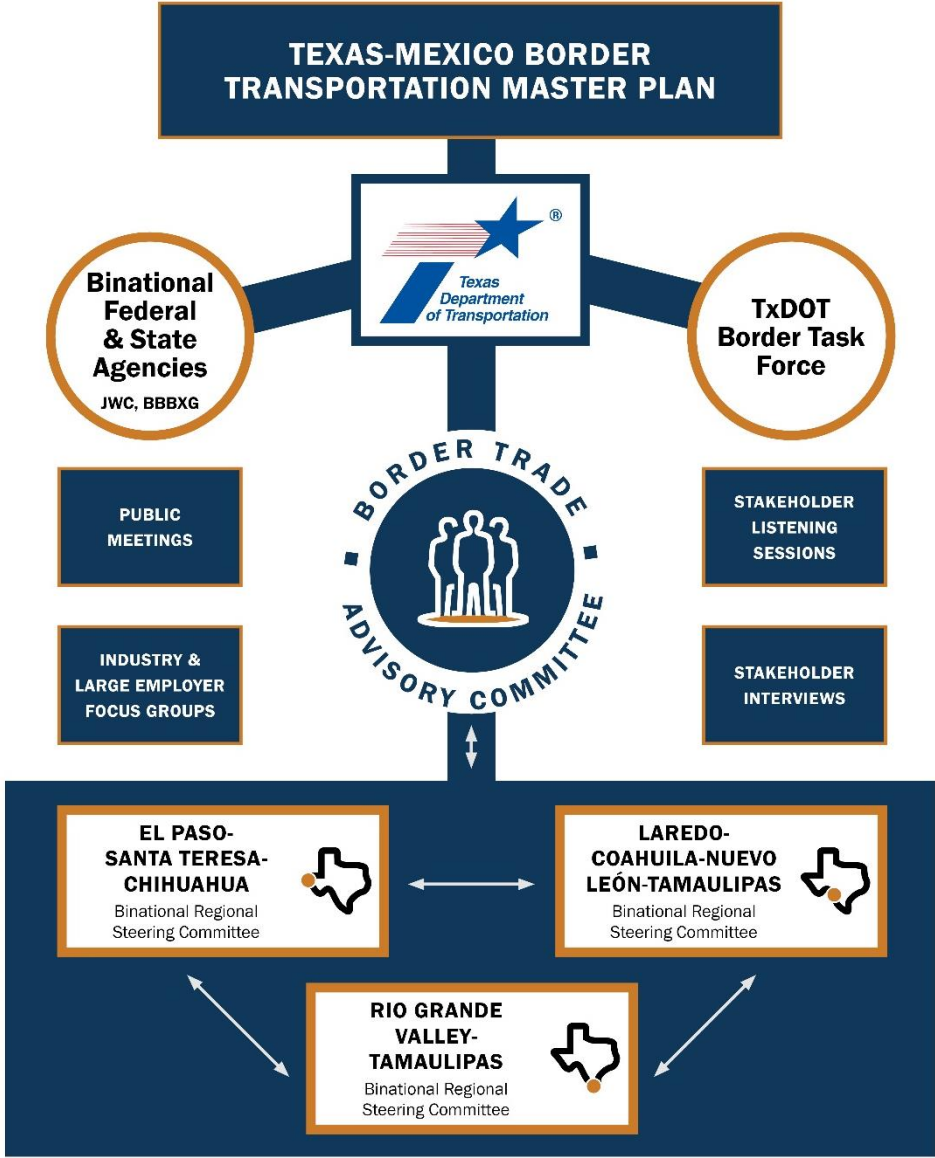 TEXAS-MEXICO BORDER
TRANSPORTATION MASTER PLAN
®
Texas
Department
of Transportation
Binational
Federal
& State
Agencies
JWC, BBBXG
TxDOT
Border Task
Force
BORDER TRADE
ADVISORY COMMITTEE
PUBLIC
MEETINGS
STAKEHOLDER
LISTENING
SESSIONS
INDUSTRY &
LARGE EMPLOYER
FOCUS GROUPS
STAKEHOLDER
INTERVIEWS
EL PASO-
SANTA TERESA-
CHIHUAHUA
Binational Regional
Steering Committee
LAREDO-
COAHUILA-NUEVO
LEÓN-TAMAULIPAS
Binational Regional
Steering Committee
RIO GRANDE
VALLEY-
TAMAULIPAS
Binational Regional
Steering Committee